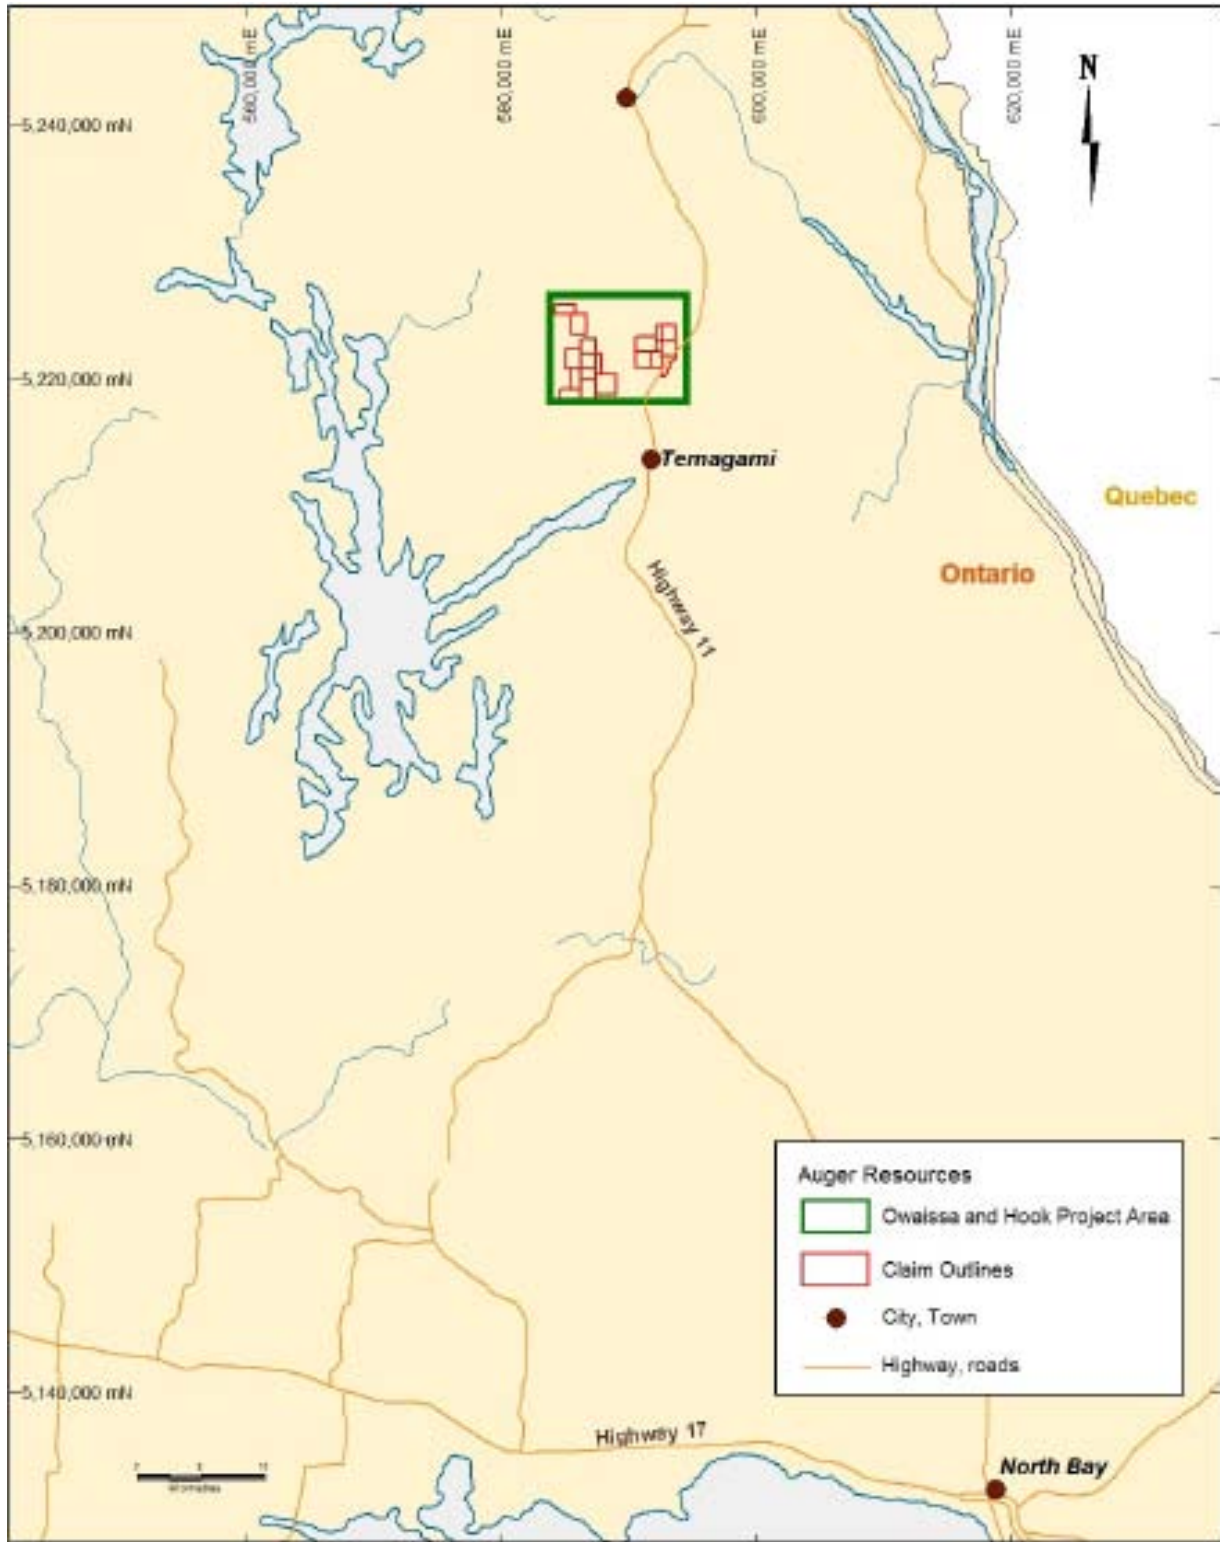 560,000 mE
580,000 mE
600,000 mE
620,000 mE
N
5,240,000 mN
5,220,000 mN
Temagami
Quebec
Ontario
Highway 11
5,200,000 mN
5,180,000 mN
5,160,000 mN
Auger Resources
Owaissa and Hook Project Area
Claim Outlines
City, Town
Highway, roads
5,140,000 mN
Highway 17
North Bay